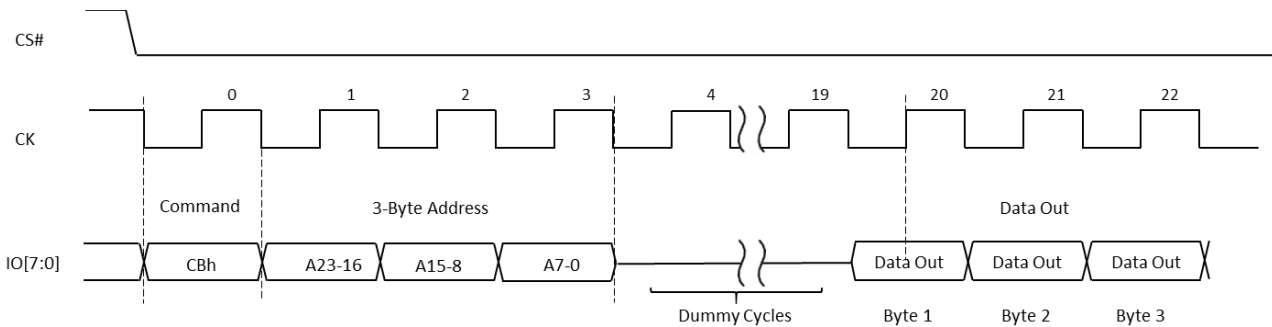 CS#
0 1 2 3 4 19 20 21 22
CK
Command 3-Byte Address Data Out
IO[7:0] CBh A23-16 A15-8 A7-0 Data Out Data Out Data Out
Dummy Cycles Byte 1 Byte 2 Byte 3